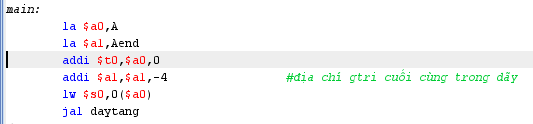 main:
la $a0,A
la $a1,Aend
addi $t0,$a0,0
addi $a1,$a1,-4 #địa chỉ gtri cuối cùng trong dãy
lw $s0,0($a0)
jal daytang